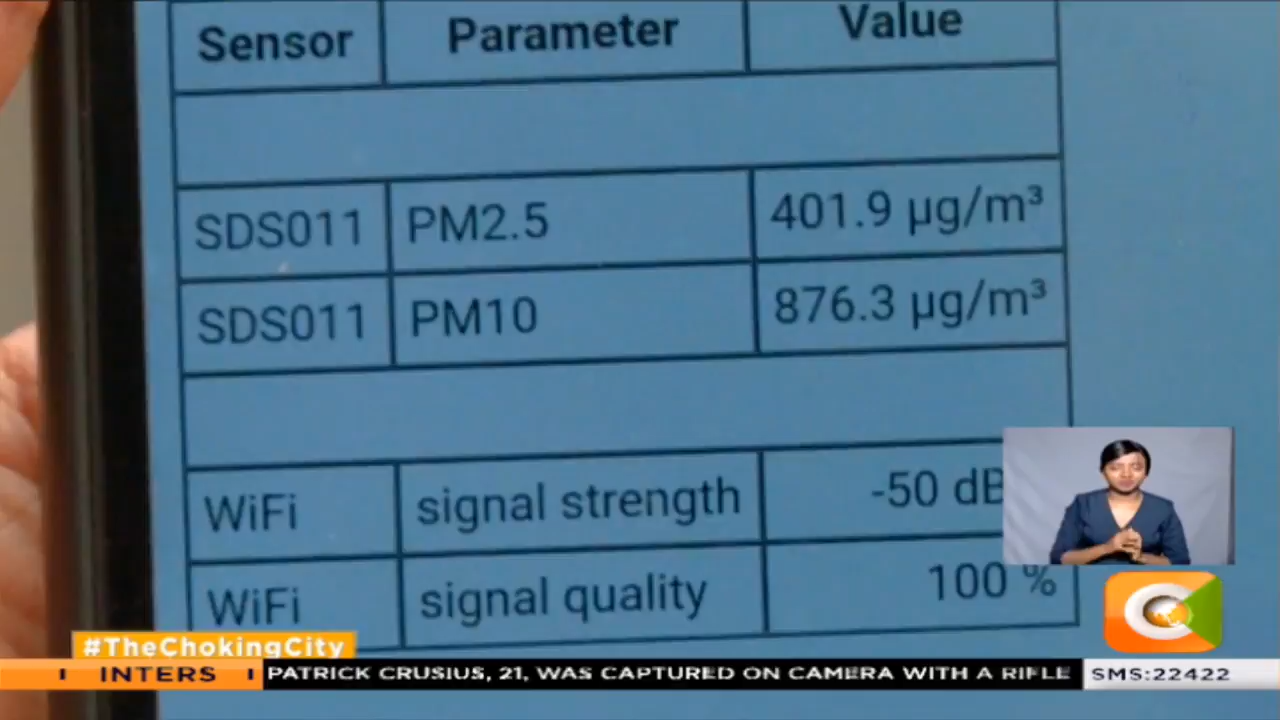 Sensor Parameter Value
SDS011 PM2.5 401.9 µg/m³
SDS011 PM10 876.3 µg/m³
WiFi signal strength -50 dB
WiFi signal quality 100 %
#TheChokingCity
INTERS PATRICK CRUSIUS, 21, WAS CAPTURED ON CAMERA WITH A RIFLE SMS:22422